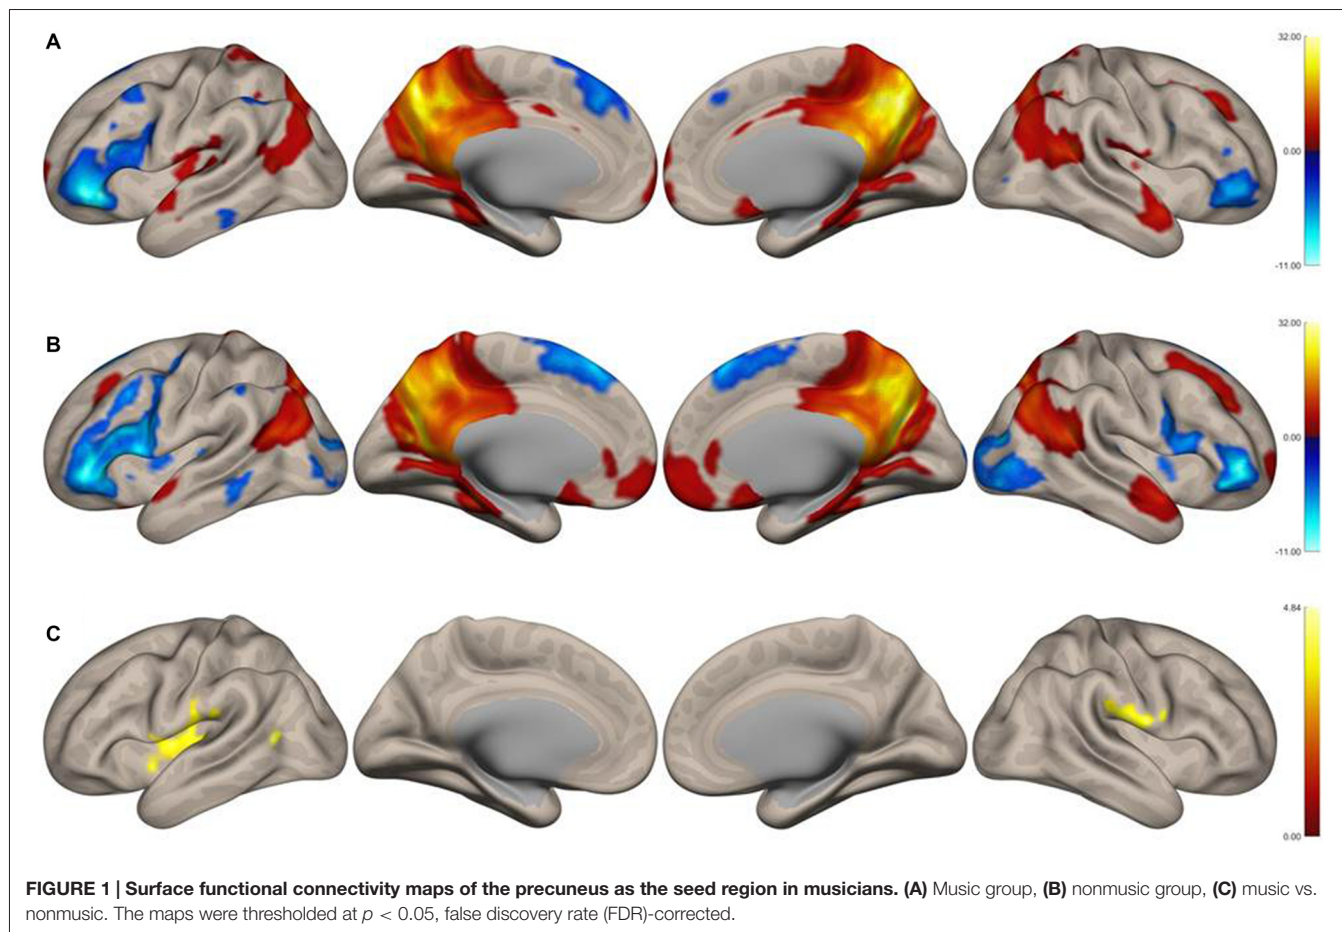 A
32.00
0.00
-11.00
B
32.00
0.00
-11.00
C
4.84
0.00
FIGURE 1 | Surface functional connectivity maps of the precuneus as the seed region in musicians. (A) Music group, (B) nonmusic group, (C) music vs.
nonmusic. The maps were thresholded at p < 0.05, false discovery rate (FDR)-corrected.